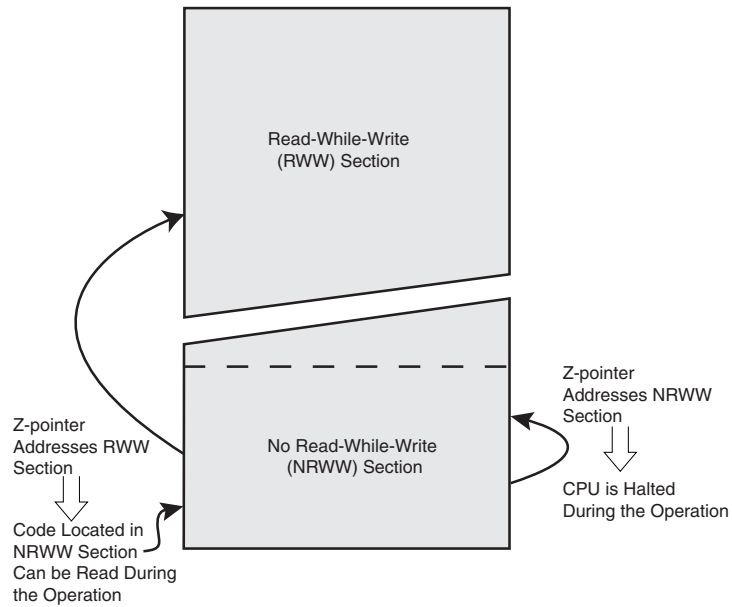 Read-While-Write
(RWW) Section
Z-pointer
Addresses NRWW
Section
Z-pointer
Addresses RWW
Section
No Read-While-Write
(NRWW) Section
CPU is Halted
During the Operation
Code Located in
NRWW Section
Can be Read During
the Operation